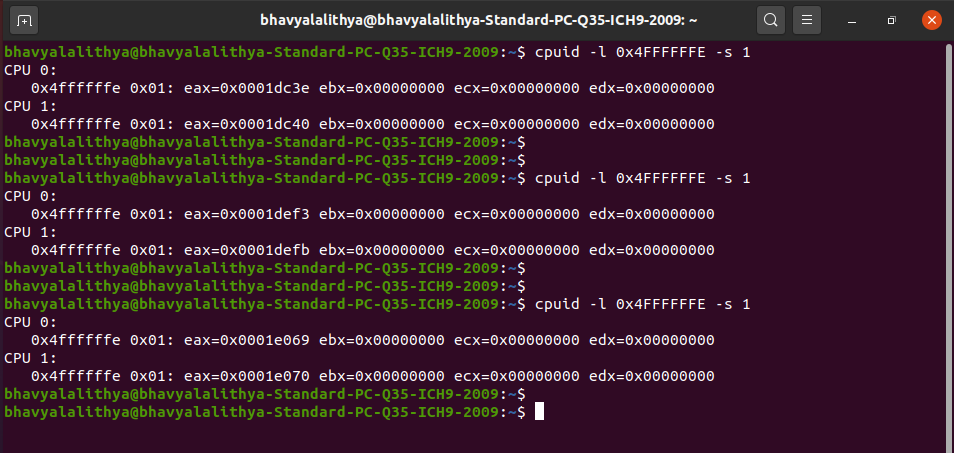 bhavyalalithya@bhavyalalithya-Standard-PC-Q35-ICH9-2009: ~
bhavyalalithya@bhavyalalithya-Standard-PC-Q35-ICH9-2009:~$ cpuid -l 0x4FFFFFFE -s 1
CPU 0:
   0x4ffffffe 0x01: eax=0x0001dc3e ebx=0x00000000 ecx=0x00000000 edx=0x00000000
CPU 1:
   0x4ffffffe 0x01: eax=0x0001dc40 ebx=0x00000000 ecx=0x00000000 edx=0x00000000
bhavyalalithya@bhavyalalithya-Standard-PC-Q35-ICH9-2009:~$
bhavyalalithya@bhavyalalithya-Standard-PC-Q35-ICH9-2009:~$
bhavyalalithya@bhavyalalithya-Standard-PC-Q35-ICH9-2009:~$ cpuid -l 0x4FFFFFFE -s 1
CPU 0:
   0x4ffffffe 0x01: eax=0x0001def3 ebx=0x00000000 ecx=0x00000000 edx=0x00000000
CPU 1:
   0x4ffffffe 0x01: eax=0x0001defb ebx=0x00000000 ecx=0x00000000 edx=0x00000000
bhavyalalithya@bhavyalalithya-Standard-PC-Q35-ICH9-2009:~$
bhavyalalithya@bhavyalalithya-Standard-PC-Q35-ICH9-2009:~$
bhavyalalithya@bhavyalalithya-Standard-PC-Q35-ICH9-2009:~$ cpuid -l 0x4FFFFFFE -s 1
CPU 0:
   0x4ffffffe 0x01: eax=0x0001e069 ebx=0x00000000 ecx=0x00000000 edx=0x00000000
CPU 1:
   0x4ffffffe 0x01: eax=0x0001e070 ebx=0x00000000 ecx=0x00000000 edx=0x00000000
bhavyalalithya@bhavyalalithya-Standard-PC-Q35-ICH9-2009:~$
bhavyalalithya@bhavyalalithya-Standard-PC-Q35-ICH9-2009:~$